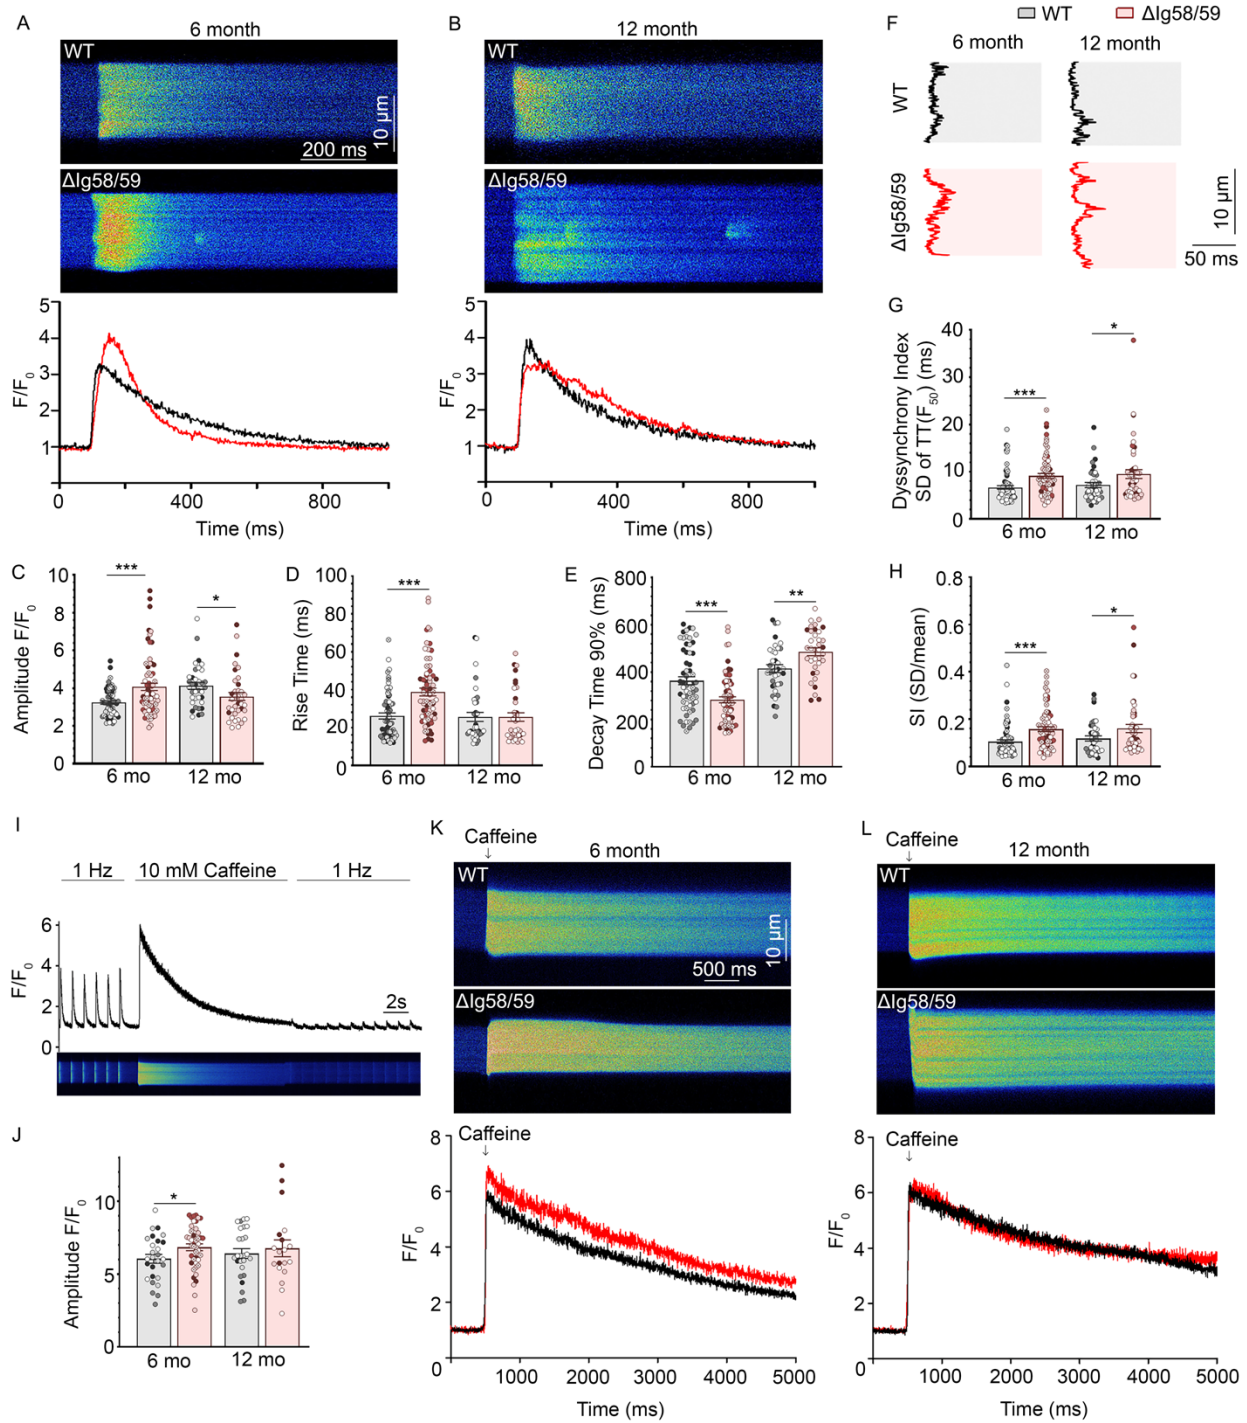 A
6 month
WT
10 µm
200 ms
ΔIg58/59
F/F0
5
4
3
2
1
0
400
800
Time (ms)
B
12 month
WT
ΔIg58/59
F/F0
5
4
3
2
1
0
400
800
Time (ms)
WT
ΔIg58/59
F
6 month
12 month
WT
ΔIg58/59
10 µm
50 ms
G
Dyssynchrony Index
SD of TT(F50) (ms)
40
30
20
10
0
***
*
6 mo
12 mo
C
Amplitude F/F0
10
8
6
4
2
0
***
*
6 mo
12 mo
D
Rise Time (ms)
100
80
60
40
20
0
***
6 mo
12 mo
E
Decay Time 90% (ms)
800
600
400
200
0
***
**
6 mo
12 mo
H
SI (SD/mean)
0.8
0.6
0.4
0.2
0
***
*
6 mo
12 mo
I
1 Hz
10 mM Caffeine
1 Hz
F/F0
6
4
2
0
2s
J
Amplitude F/F0
10
5
0
*
6 mo
12 mo
K
Caffeine
↓
6 month
WT
10 µm
500 ms
ΔIg58/59
Caffeine
↓
F/F0
8
6
4
2
0
1000
2000
3000
4000
5000
Time (ms)
L
Caffeine
↓
12 month
WT
ΔIg58/59
Caffeine
↓
F/F0
8
6
4
2
0
1000
2000
3000
4000
5000
Time (ms)